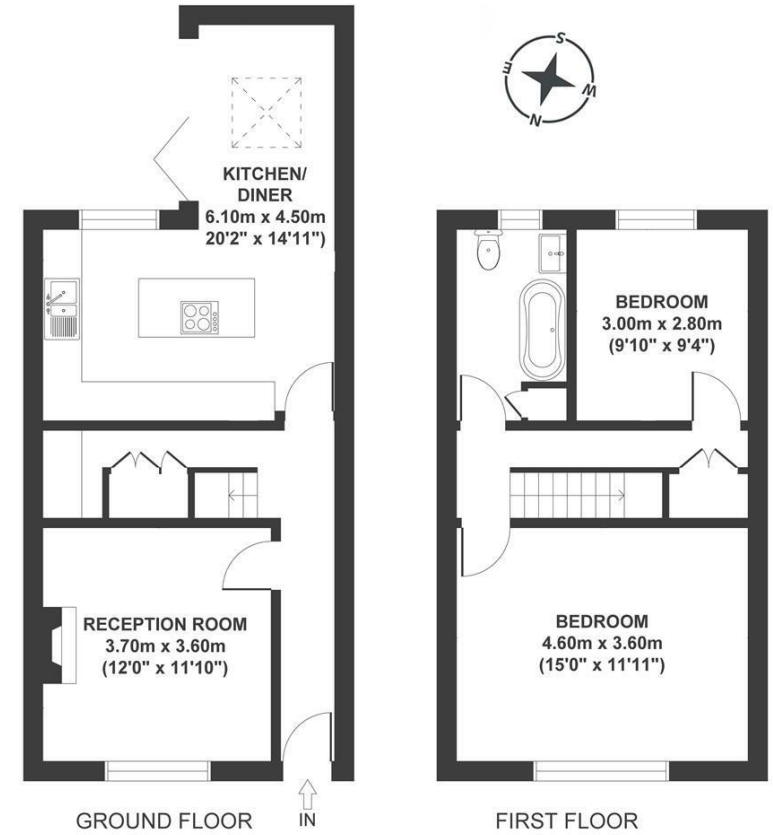 S
E
W
N
KITCHEN/
DINER
6.10m x 4.50m
20'2" x 14'11")
BEDROOM
3.00m x 2.80m
(9'10" x 9'4")
RECEPTION ROOM
3.70m x 3.60m
(12'0" x 11'10")
BEDROOM
4.60m x 3.60m
(15'0" x 11'11")
GROUND FLOOR
IN
FIRST FLOOR